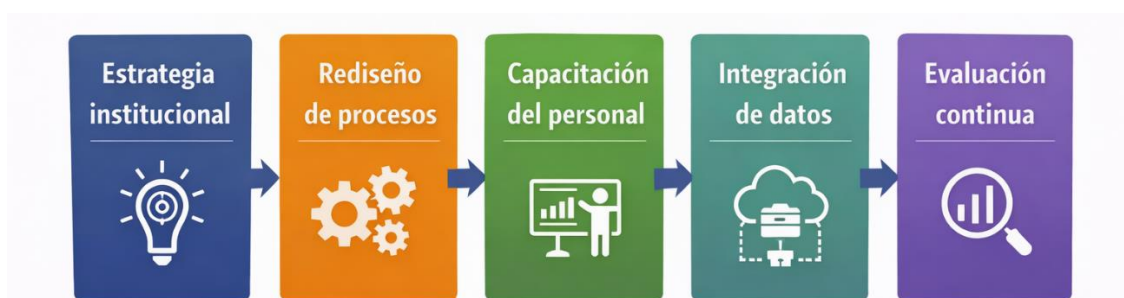 Estrategia
institucional
Rediseño
de procesos
Capacitación
del personal
Integración
de datos
Evaluación
continua